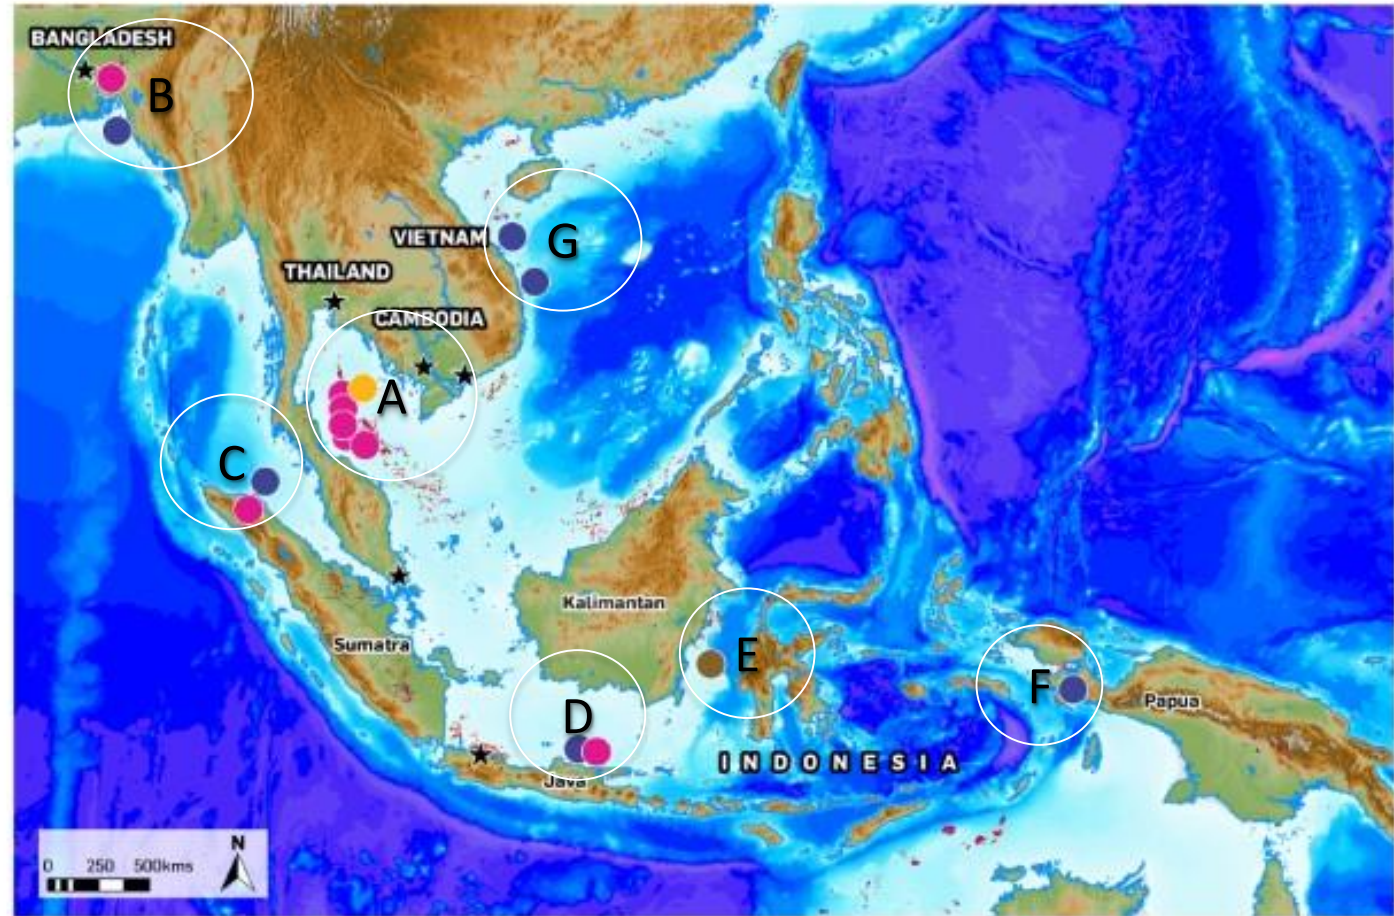 BANGLADESH
B
VIETNAM
G
THAILAND
CAMBODIA
A
C
Kalimantan
Sumatra
E
F
Papua
D
INDONESIA
Java
N
0 250 500kms